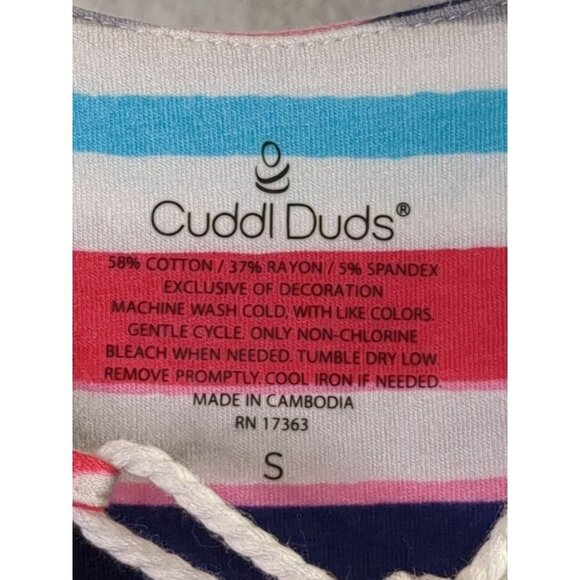 Cuddl Duds®
58% COTTON / 37% RAYON / 5% SPANDEX
EXCLUSIVE OF DECORATION
MACHINE WASH COLD, WITH LIKE COLORS.
GENTLE CYCLE. ONLY NON-CHLORINE
BLEACH WHEN NEEDED. TUMBLE DRY LOW.
REMOVE PROMPTLY. COOL IRON IF NEEDED.
MADE IN CAMBODIA
RN 17363
S